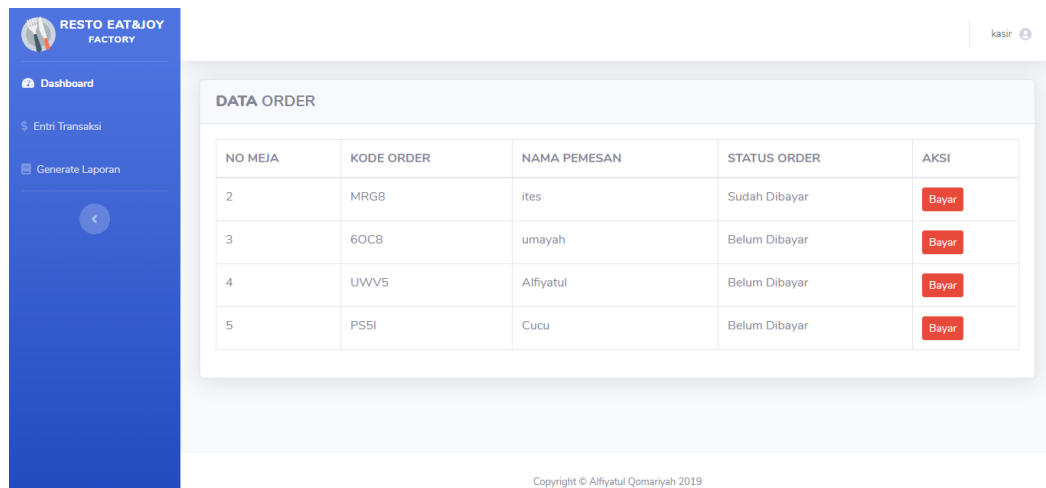 RESTO EAT&JOY
FACTORY
kasir
Dashboard
Entri Transaksi
Generate Laporan
DATA ORDER
NO MEJA KODE ORDER NAMA PEMESAN STATUS ORDER AKSI
2 MRG8 ites Sudah Dibayar Bayar
3 6OC8 umayah Belum Dibayar Bayar
4 UWV5 Alfiyatul Belum Dibayar Bayar
5 PS5I Cucu Belum Dibayar Bayar
Copyright © Alfiyatul Qomariyah 2019